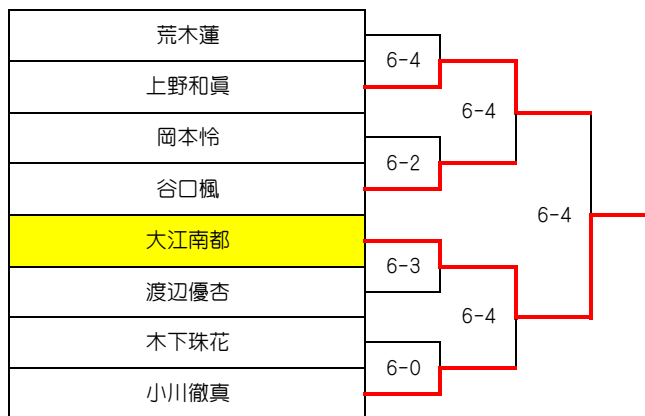 荒木蓮
6-4
上野和眞
6-4
岡本怜
6-2
谷口楓
6-4
大江南都
6-3
渡辺優杏
6-4
木下珠花
6-0
小川徹真